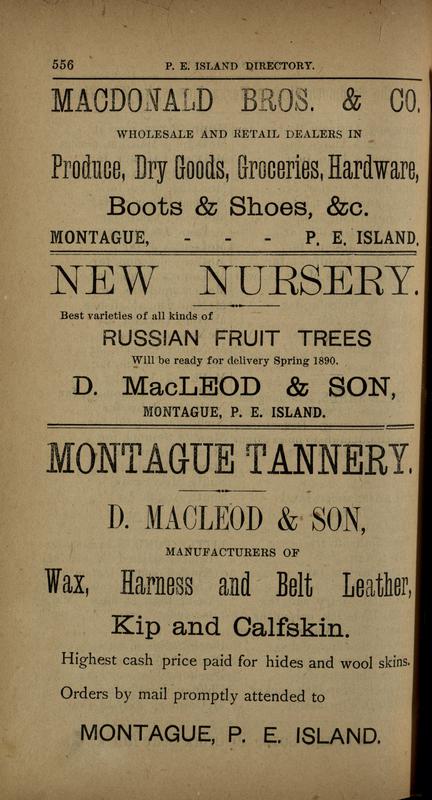 556 P. E. ISLAND DIRECTORY.
MACDONALD BROS. & CO.
WHOLESALE AND RETAIL DEALERS IN
Produce, Dry Goods, Groceries, Hardware,
Boots & Shoes, &c.
MONTAGUE, - - - P. E. ISLAND.
NEW NURSERY.
Best varieties of all kinds of
RUSSIAN FRUIT TREES
Will be ready for delivery Spring 1890.
D. MacLEOD & SON,
MONTAGUE, P. E. ISLAND.
MONTAGUE TANNERY.
D. MACLEOD & SON,
MANUFACTURERS OF
Wax, Harness and Belt Leather,
Kip and Calfskin.
Highest cash price paid for hides and wool skins.
Orders by mail promptly attended to
MONTAGUE, P. E. ISLAND.